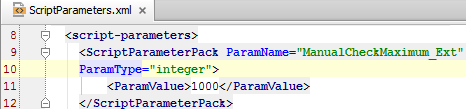 ScriptParameters.xml ×
8 <script-parameters>
9 <ScriptParameterPack ParamName="ManualCheckMaximum_Ext"
10 ParamType="integer">
11 <ParamValue>1000</ParamValue>
12 </ScriptParameterPack>